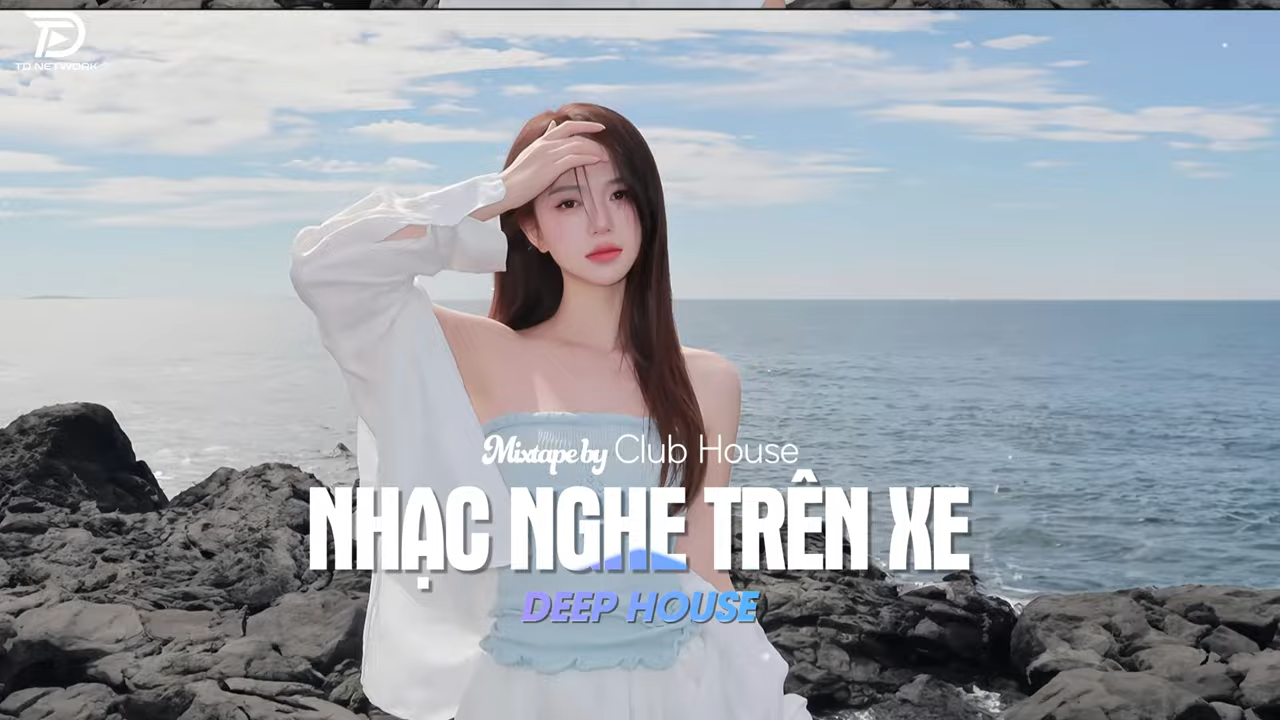 TD NETWORK
Mixtape by Club House
NHẠC NGHE TRÊN XE
DEEP HOUSE